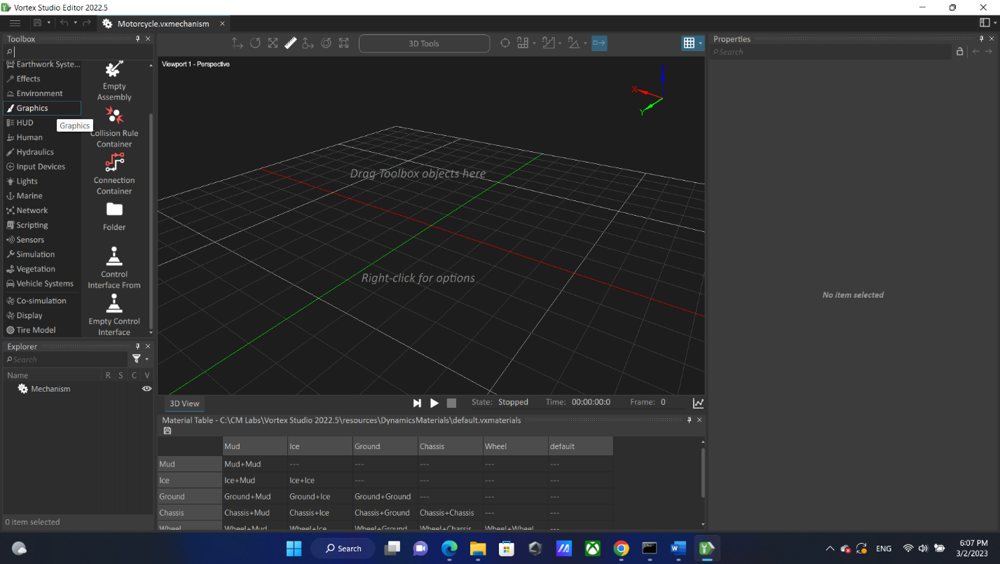 Vortex Studio Editor 2022.5
Motorcycle.vxmechanism
Toolbox
Earthwork Syste...
Effects
Environment
Graphics
HUD
Human
Hydraulics
Input Devices
Lights
Marine
Network
Scripting
Sensors
Simulation
Vegetation
Vehicle Systems
Co-simulation
Display
Tire Model
Graphics
Empty
Assembly
Collision Rule
Container
Connection
Container
Folder
Control
Interface From
Empty Control
Interface
Explorer
Search
Name R S C V
Mechanism
0 item selected
3D Tools
Viewport 1 - Perspective
Z
X
Y
Drag Toolbox objects here
Right-click for options
3D View
State: Stopped Time: 00:00:00:0 Frame: 0
Material Table - C:\CM Labs\Vortex Studio 2022.5\resources\DynamicsMaterials\default.vxmaterials
Mud Ice Ground Chassis Wheel default
Mud Mud+Mud --- --- --- --- ---
Ice Ice+Mud Ice+Ice --- --- --- ---
Ground Ground+Mud Ground+Ice Ground+Ground --- --- ---
Chassis Chassis+Mud Chassis+Ice Chassis+Ground Chassis+Chassis --- ---
Wheel Wheel+Mud Wheel+Ice Wheel+Ground Wheel+Chassis Wheel+Wheel ---
Properties
Search
No item selected
Search
ENG
6:07 PM
3/2/2023